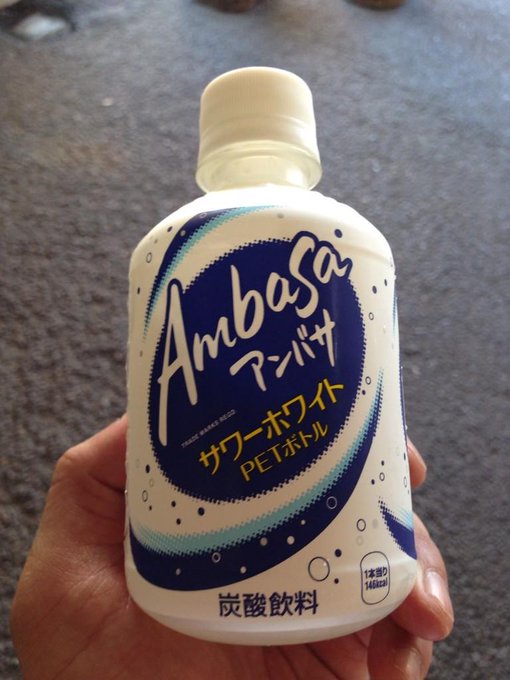 Ambasa
アンバサ
TRADE MARKS REGD
サワーホワイト
PETボトル
炭酸飲料
1本当り
146kcal